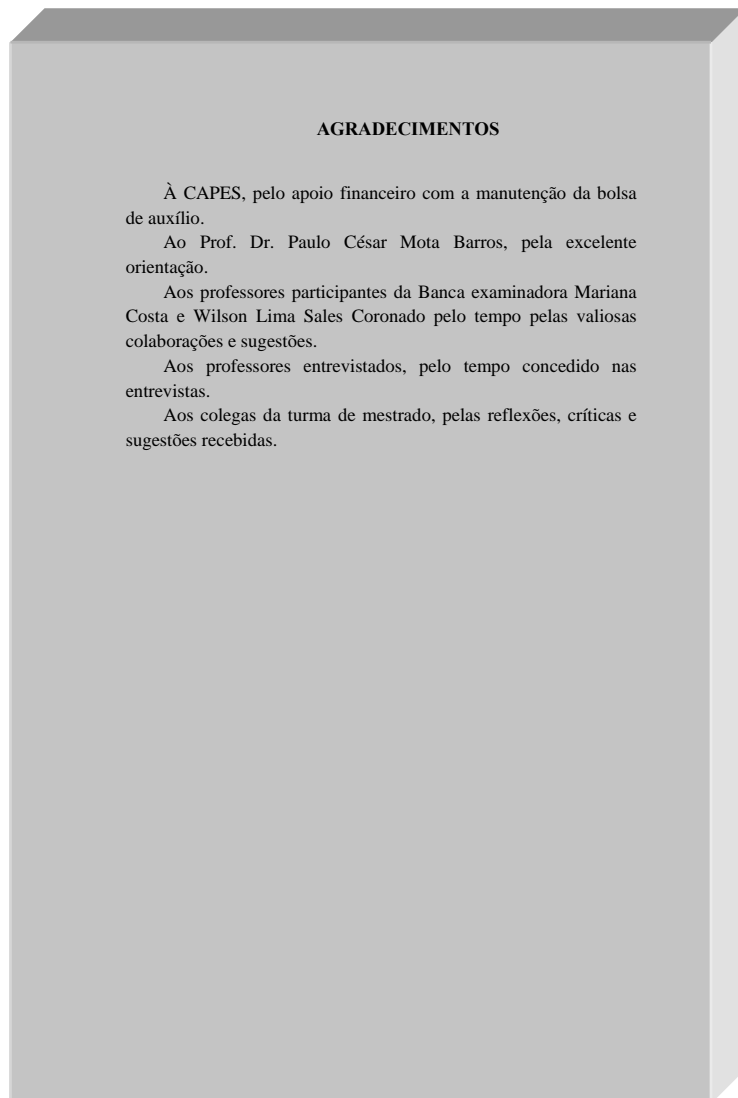 AGRADECIMENTOS
À CAPES, pelo apoio financeiro com a manutenção da bolsa
de auxílio.
Ao Prof. Dr. Paulo César Mota Barros, pela excelente
orientação.
Aos professores participantes da Banca examinadora Mariana
Costa e Wilson Lima Sales Coronado pelo tempo pelas valiosas
colaborações e sugestões.
Aos professores entrevistados, pelo tempo concedido nas
entrevistas.
Aos colegas da turma de mestrado, pelas reflexões, críticas e
sugestões recebidas.